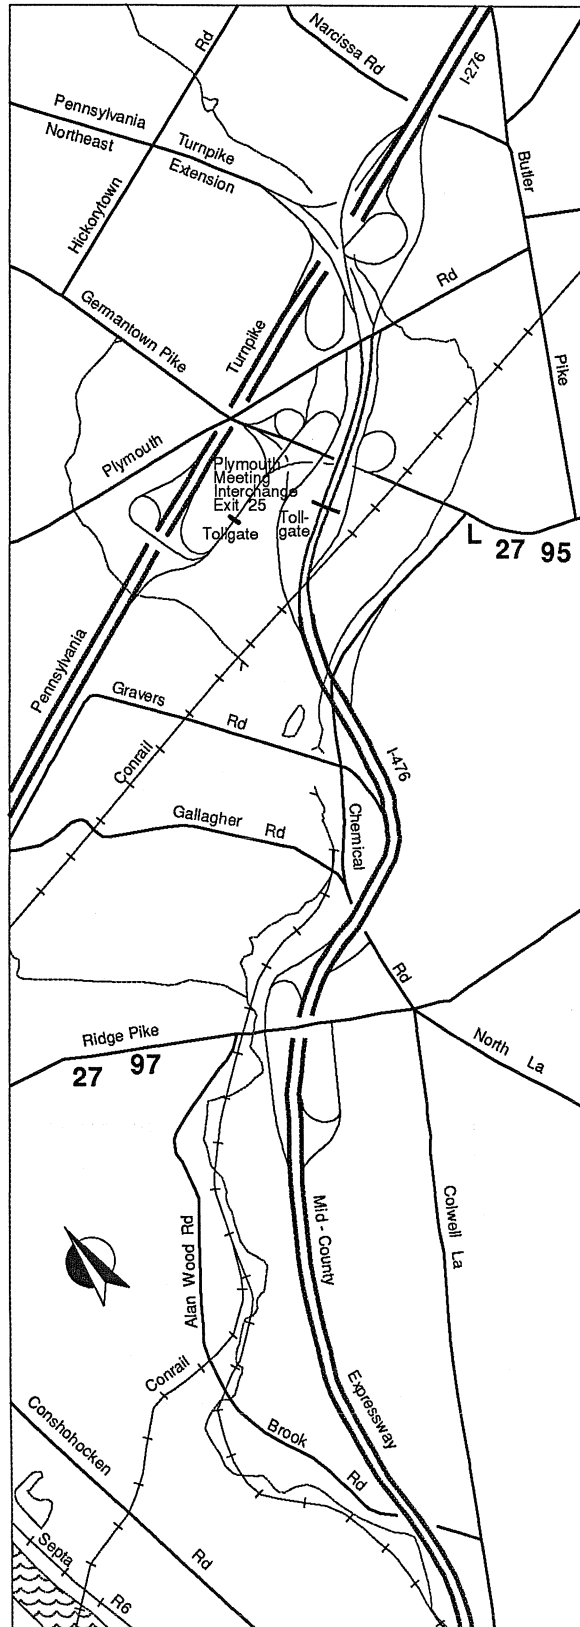 Rd
Narcissa Rd
I-276
Pennsylvania
Northeast
Turnpike
Extension
Butler
Hickorytown
Rd
Germantown Pike
Turnpike
Pike
Plymouth
Plymouth
Meeting
Interchange
Exit 25
Tollgate
Toll-
gate
L 27 95
Pennsylvania
Gravers
Rd
Conrail
I-476
Gallagher Rd
Chemical
Rd
Ridge Pike
27 97
North La
Mid - County
Colwell La
Alan Wood Rd
Conrail
Expressway
Conshohocken
Brook
Rd
Septa
Rd
R6